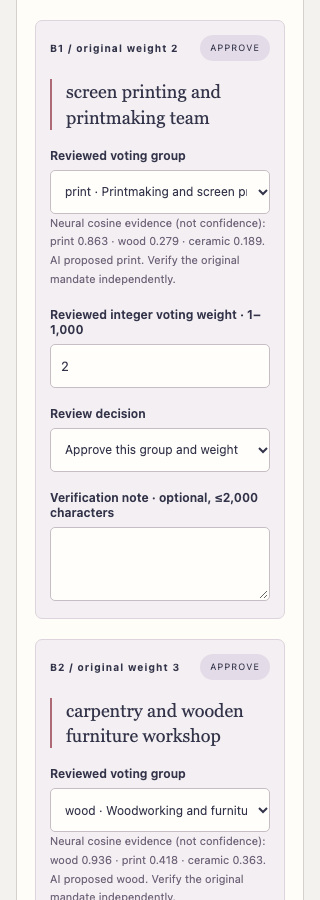 B1 / original weight 2
APPROVE
screen printing and
printmaking team
Reviewed voting group
print · Printmaking and screen
Neural cosine evidence (not confidence):
print 0.863 · wood 0.279 · ceramic 0.189.
AI proposed print. Verify the original
mandate independently.
Reviewed integer voting weight · 1–
1,000
2
Review decision
Approve this group and weight
Verification note · optional, ≤2,000
characters
B2 / original weight 3
APPROVE
carpentry and wooden
furniture workshop
Reviewed voting group
wood · Woodworking and
Neural cosine evidence (not confidence):
wood 0.936 · print 0.418 · ceramic 0.363.
AI proposed wood. Verify the original
mandate independently.